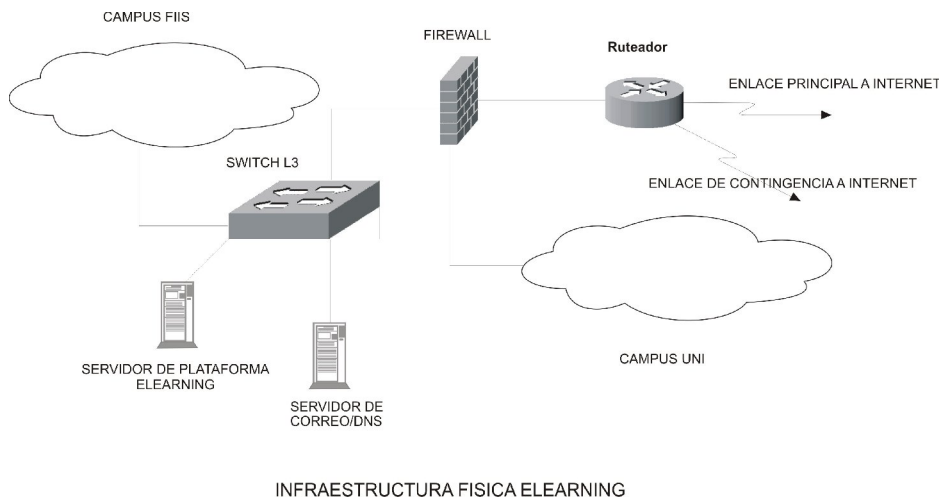 CAMPUS FIIS
FIREWALL
Ruteador
ENLACE PRINCIPAL A INTERNET
SWITCH L3
ENLACE DE CONTINGENCIA A INTERNET
SERVIDOR DE PLATAFORMA
ELEARNING
CAMPUS UNI
SERVIDOR DE
CORREO/DNS
INFRAESTRUCTURA FISICA ELEARNING